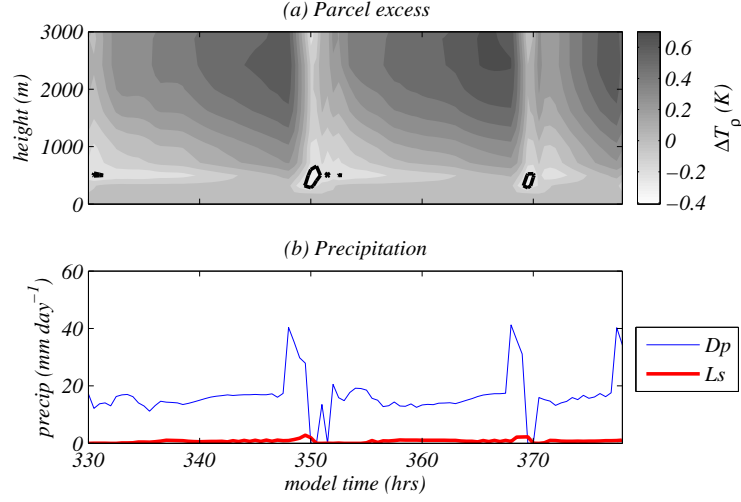 (a) Parcel excess
3000
2000
1000
0
height (m)
0.6
0.4
0.2
0
−0.2
−0.4
ΔTρ (K)
(b) Precipitation
60
40
20
0
precip (mm day−1)
330 340 350 360 370
model time (hrs)
Dp
Ls